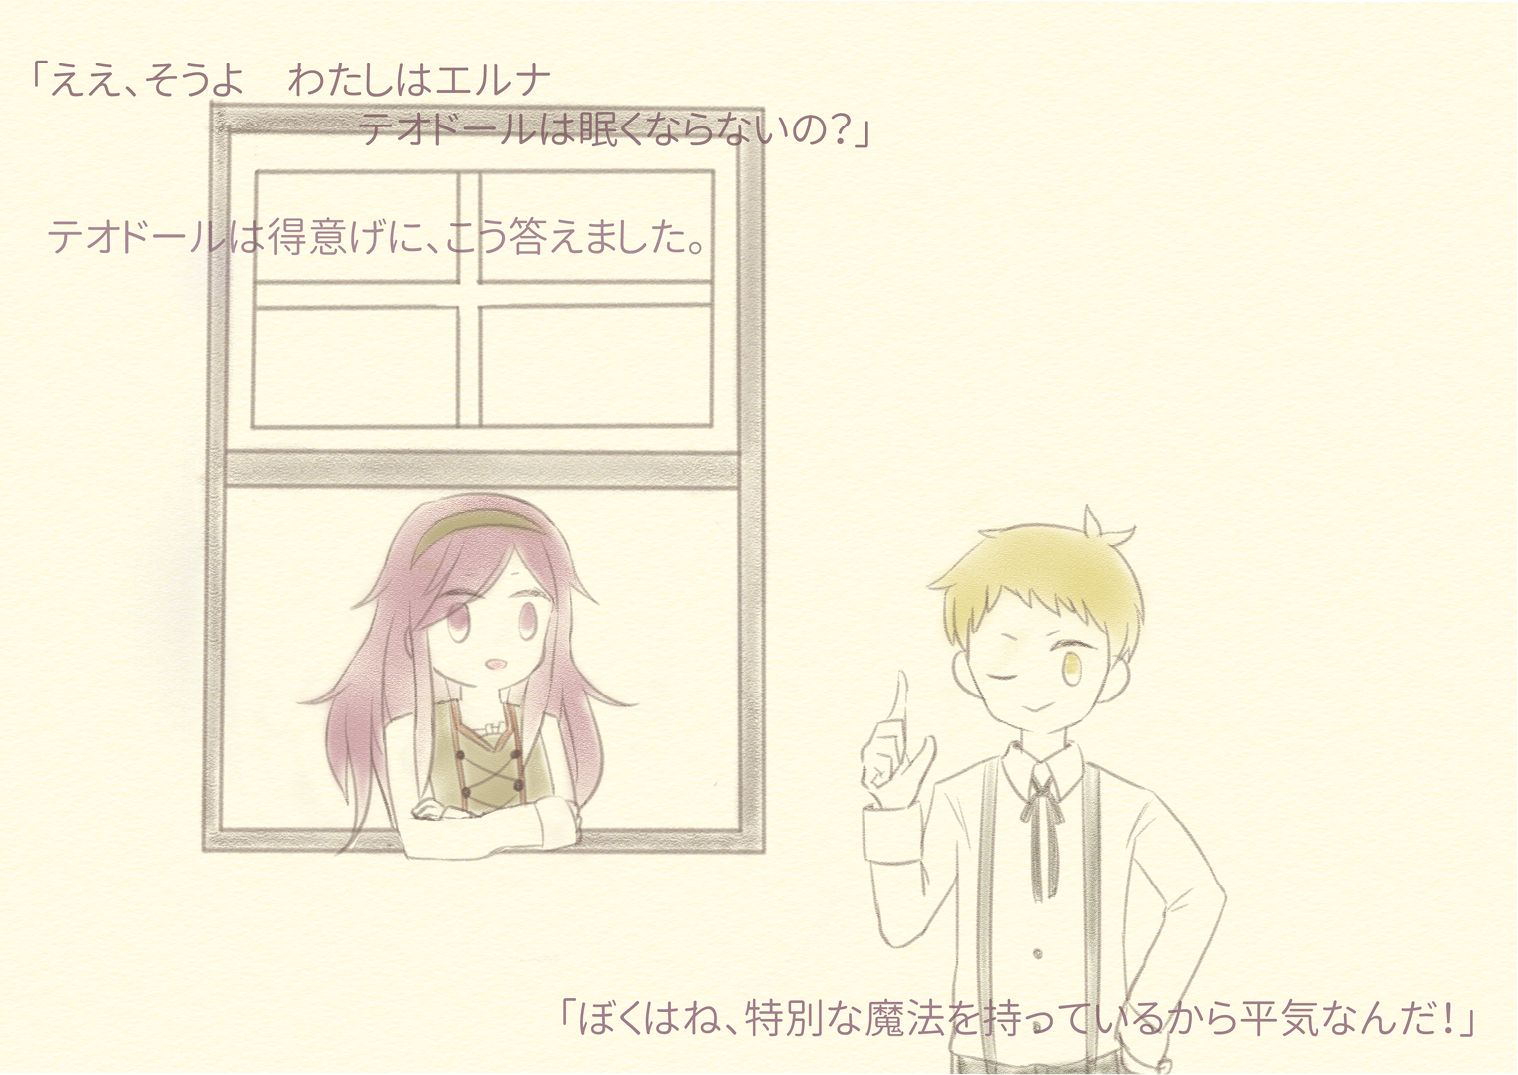 「ええ、そうよ　わたしはエルナ
テオドールは眠くならないの？」
テオドールは得意げに、こう答えました。
「ぼくはね、特別な魔法を持っているから平気なんだ！」